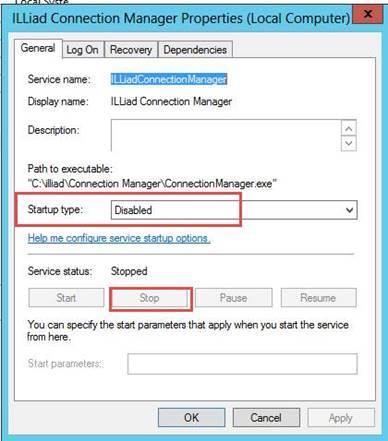 Local Syste
ILLiad Connection Manager Properties (Local Computer)
x
General Log On Recovery Dependencies
Service name: ILLiadConnectionManager
Display name: ILLiad Connection Manager
Description:
Path to executable:
"C:\illiad\Connection Manager\ConnectionManager.exe"
Startup type: Disabled
Help me configure service startup options.
Service status: Stopped
Start Stop Pause Resume
You can specify the start parameters that apply when you start the service
from here.
Start parameters:
OK Cancel Apply